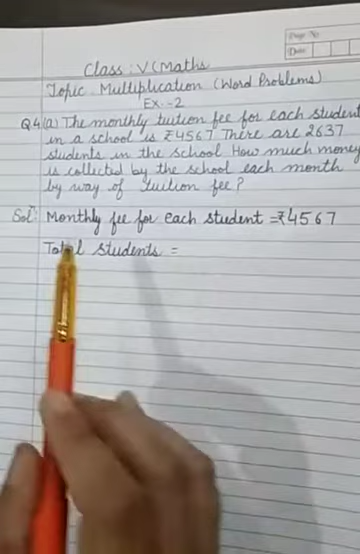 Page No.
Date
Class : V (Maths
Topic Multiplication (Word Problems)
Ex. -2
Q4(a) The monthly tuition fee for each student
in a school is ₹4567 There are 2637
students in the school How much money
is collected by the school each month
by way of tuition fee?
Sol Monthly fee for each student = ₹4567
Total students =